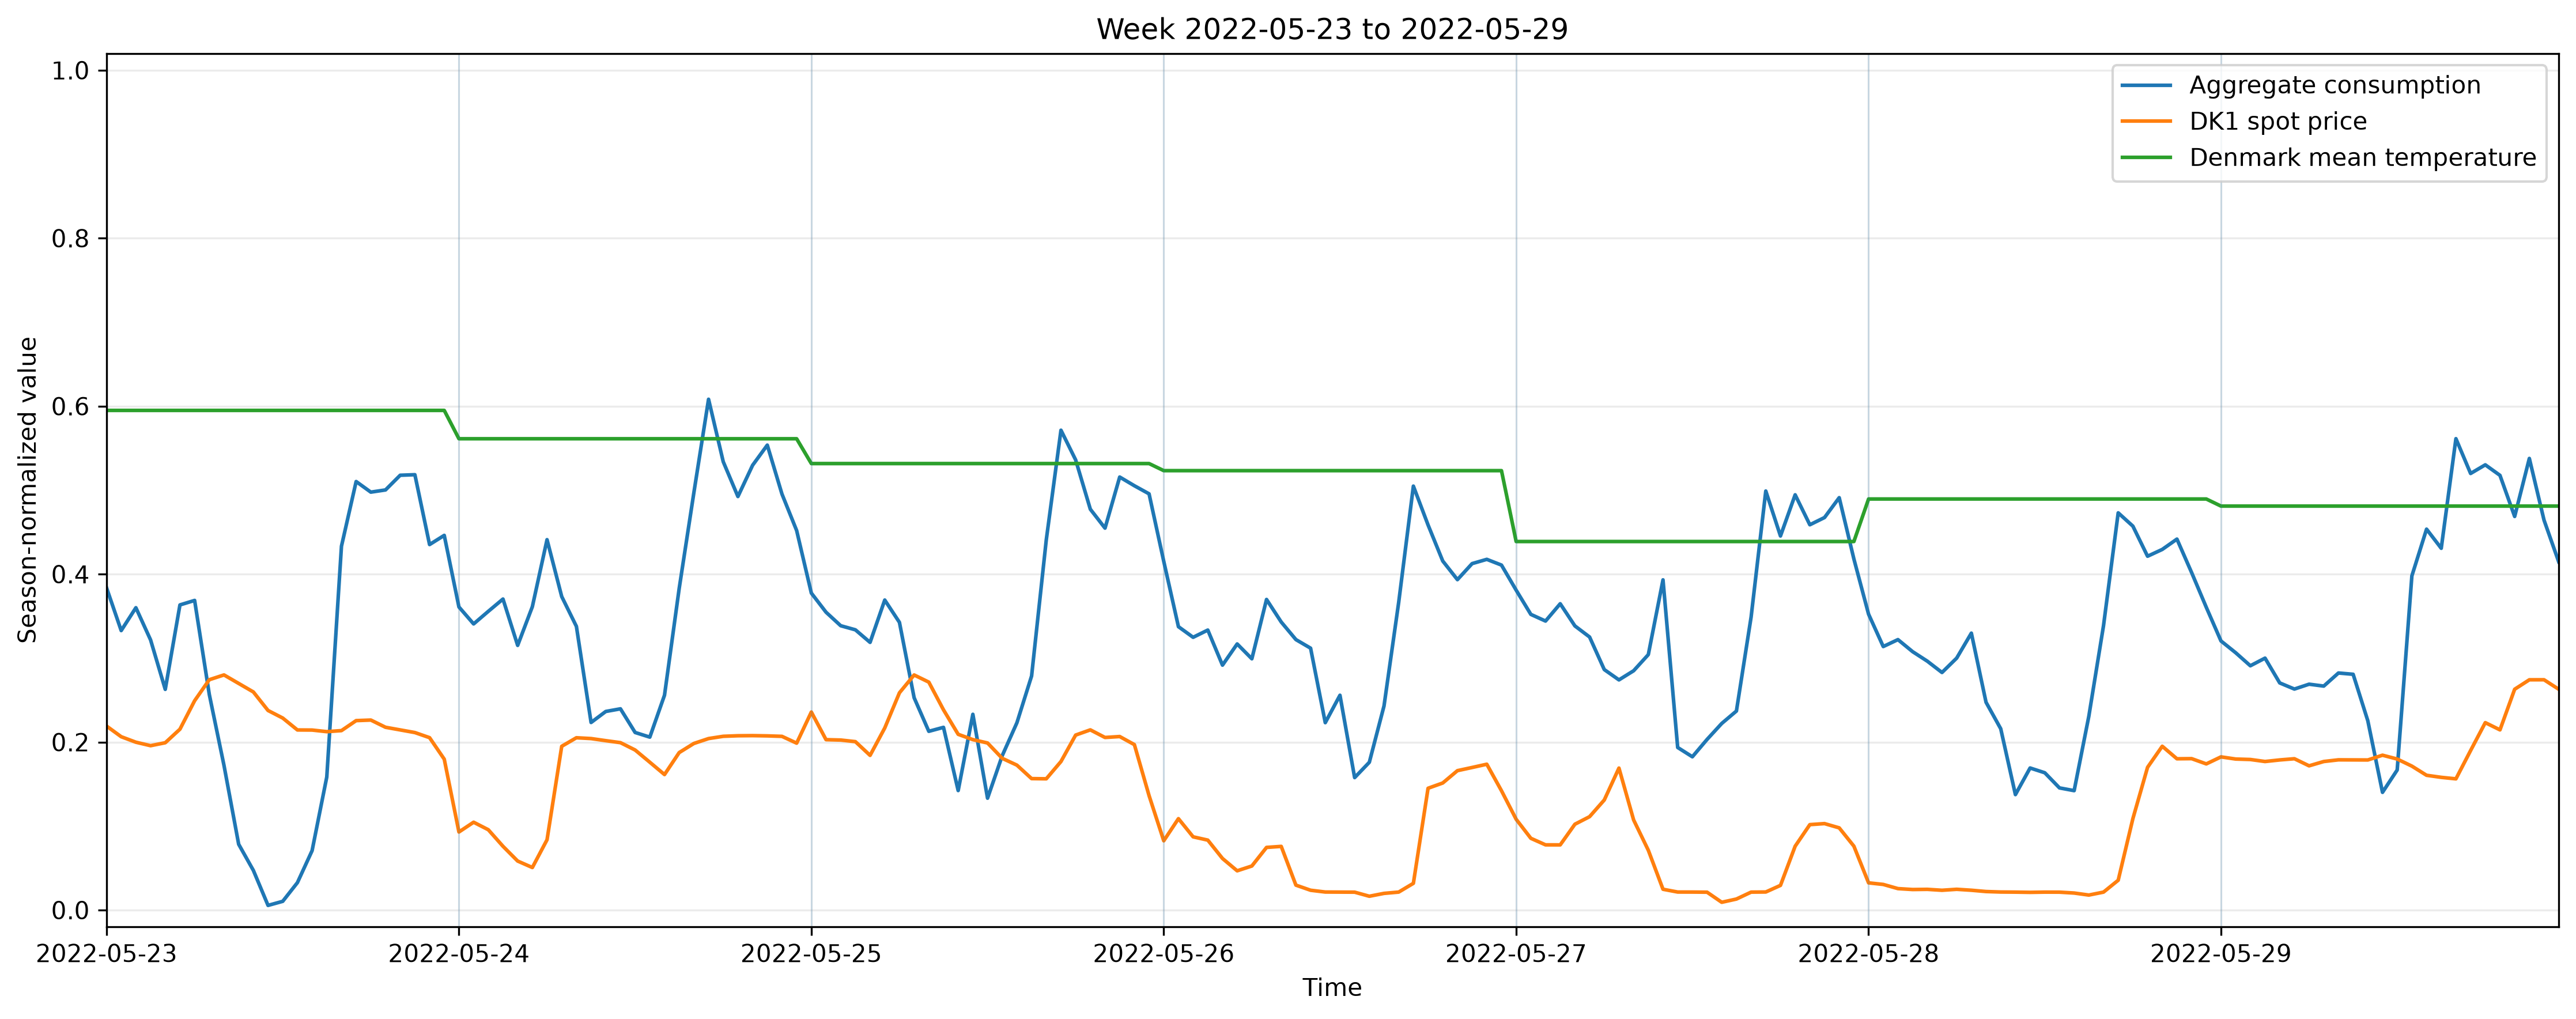 Week 2022-05-23 to 2022-05-29
Aggregate consumption
DK1 spot price
Denmark mean temperature
Season-normalized value
1.0
0.8
0.6
0.4
0.2
0.0
2022-05-23 2022-05-24 2022-05-25 2022-05-26 2022-05-27 2022-05-28 2022-05-29
Time